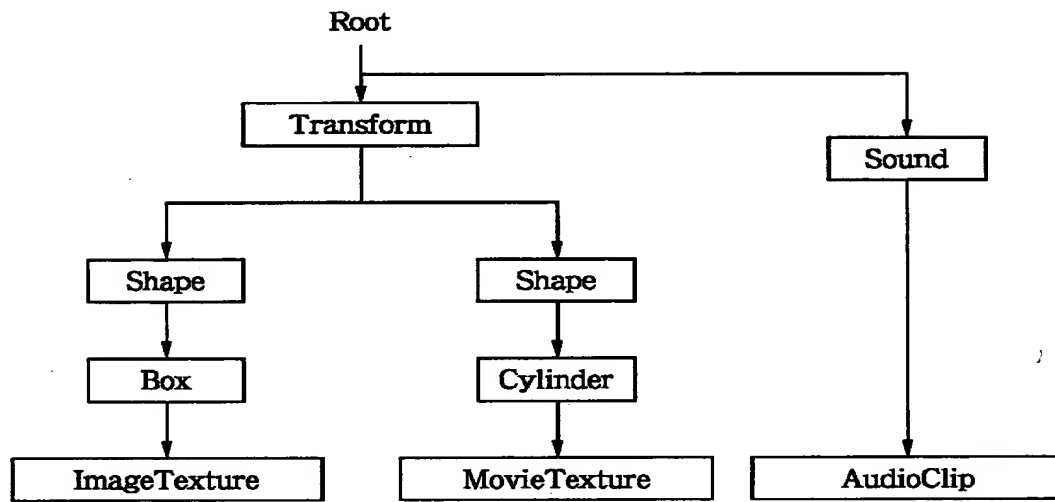 Root
Transform
Sound
Shape
Shape
Box
Cylinder
ImageTexture
MovieTexture
AudioClip